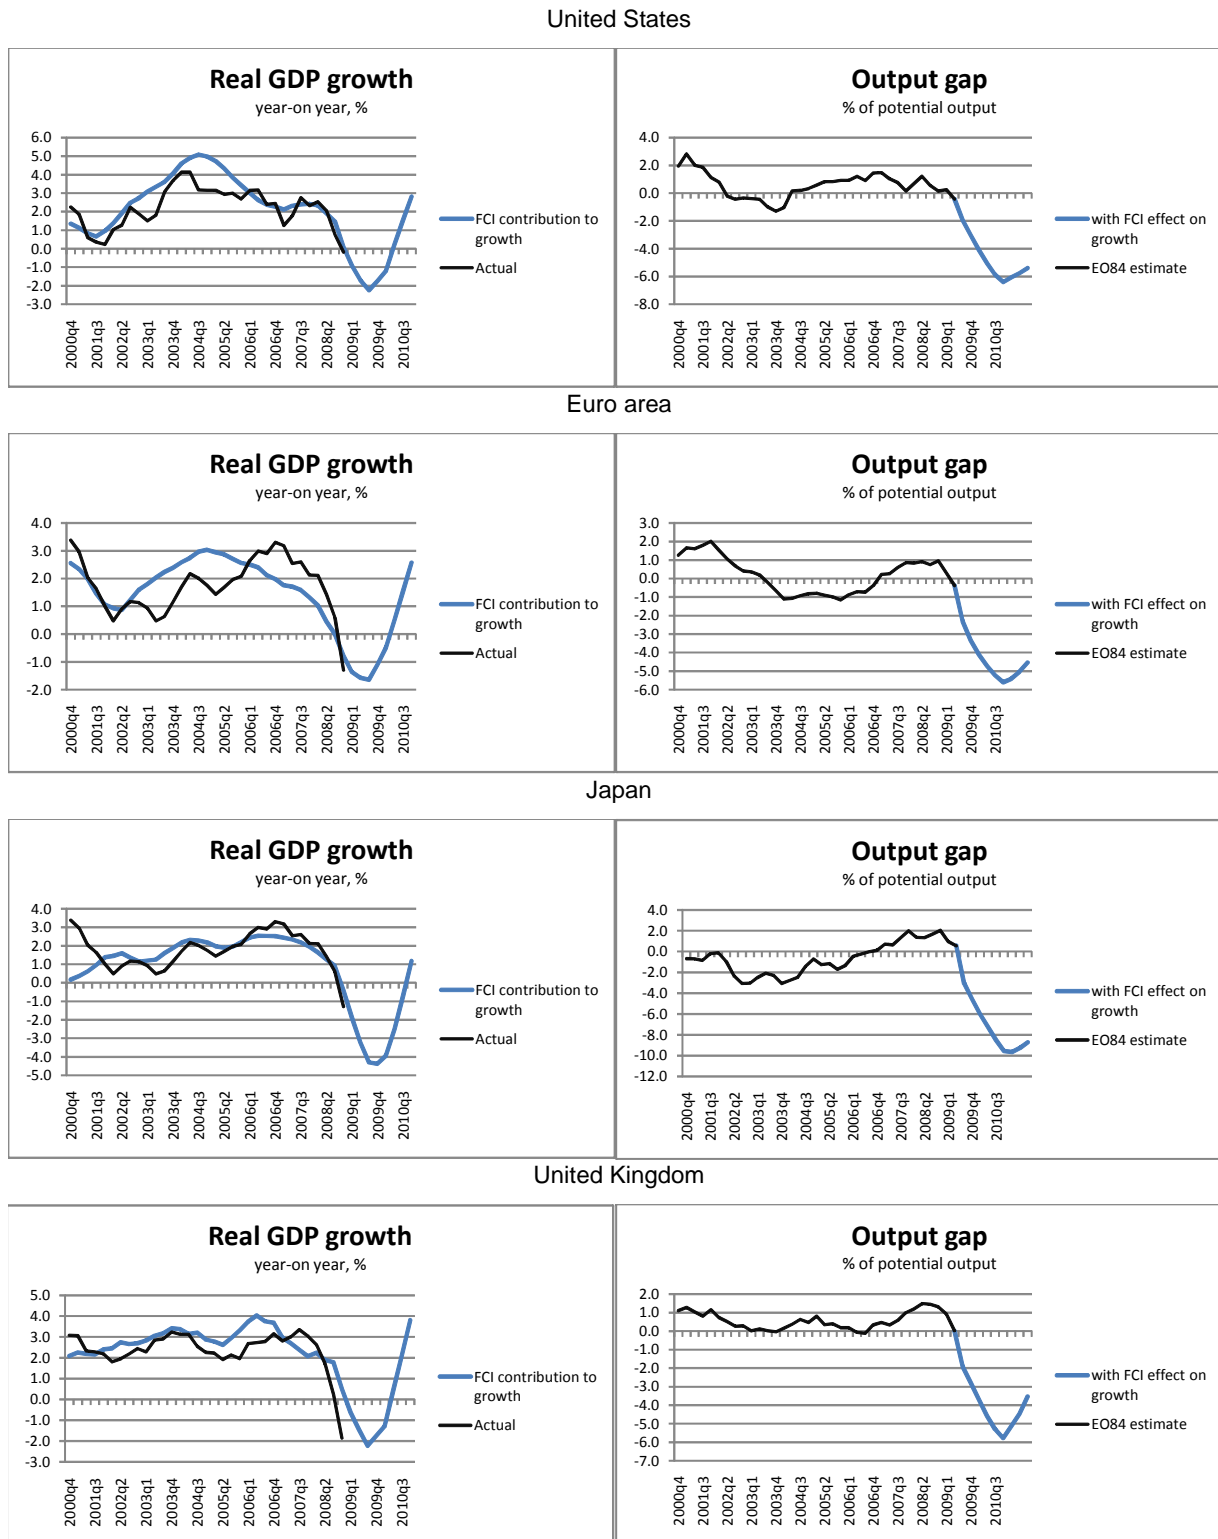 United States
Real GDP growth
year-on year, %
6.0
5.0
4.0
3.0
2.0
1.0
0.0
-1.0
-2.0
-3.0
2000q4
2001q3
2002q2
2003q1
2003q4
2004q3
2005q2
2006q1
2006q4
2007q3
2008q2
2009q1
2009q4
2010q3
FCI contribution to
growth
Actual
Output gap
% of potential output
4.0
2.0
0.0
-2.0
-4.0
-6.0
-8.0
2000q4
2001q3
2002q2
2003q1
2003q4
2004q3
2005q2
2006q1
2006q4
2007q3
2008q2
2009q1
2009q4
2010q3
with FCI effect on
growth
EO84 estimate
Euro area
Real GDP growth
year-on year, %
4.0
3.0
2.0
1.0
0.0
-1.0
-2.0
2000q4
2001q3
2002q2
2003q1
2003q4
2004q3
2005q2
2006q1
2006q4
2007q3
2008q2
2009q1
2009q4
2010q3
FCI contribution to
growth
Actual
Output gap
% of potential output
3.0
2.0
1.0
0.0
-1.0
-2.0
-3.0
-4.0
-5.0
-6.0
2000q4
2001q3
2002q2
2003q1
2003q4
2004q3
2005q2
2006q1
2006q4
2007q3
2008q2
2009q1
2009q4
2010q3
with FCI effect on
growth
EO84 estimate
Japan
Real GDP growth
year-on year, %
4.0
3.0
2.0
1.0
0.0
-1.0
-2.0
-3.0
-4.0
-5.0
2000q4
2001q3
2002q2
2003q1
2003q4
2004q3
2005q2
2006q1
2006q4
2007q3
2008q2
2009q1
2009q4
2010q3
FCI contribution to
growth
Actual
Output gap
% of potential output
4.0
2.0
0.0
-2.0
-4.0
-6.0
-8.0
-10.0
-12.0
2000q4
2001q3
2002q2
2003q1
2003q4
2004q3
2005q2
2006q1
2006q4
2007q3
2008q2
2009q1
2009q4
2010q3
with FCI effect on
growth
EO84 estimate
United Kingdom
Real GDP growth
year-on year, %
5.0
4.0
3.0
2.0
1.0
0.0
-1.0
-2.0
-3.0
2000q4
2001q3
2002q2
2003q1
2003q4
2004q3
2005q2
2006q1
2006q4
2007q3
2008q2
2009q1
2009q4
2010q3
FCI contribution to
growth
Actual
Output gap
% of potential output
2.0
1.0
0.0
-1.0
-2.0
-3.0
-4.0
-5.0
-6.0
-7.0
2000q4
2001q3
2002q2
2003q1
2003q4
2004q3
2005q2
2006q1
2006q4
2007q3
2008q2
2009q1
2009q4
2010q3
with FCI effect on
growth
EO84 estimate